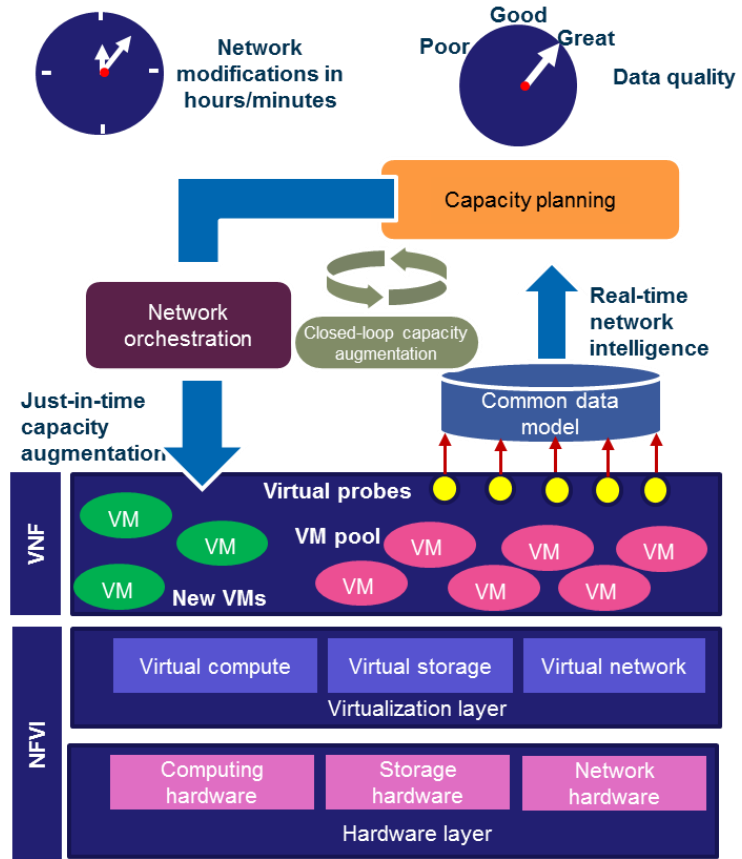 Network
modifications in
hours/minutes
Good
Poor
Great
Data quality
Capacity planning
Network
orchestration
Closed-loop capacity
augmentation
Real-time
network
intelligence
Just-in-time
capacity
augmentation
Common data
model
VNF
Virtual probes
VM
VM
VM
New VMs
VM pool
VM
VM
VM
VM
VM
VM
NFVI
Virtual compute
Virtual storage
Virtual network
Virtualization layer
Computing
hardware
Storage
hardware
Network
hardware
Hardware layer